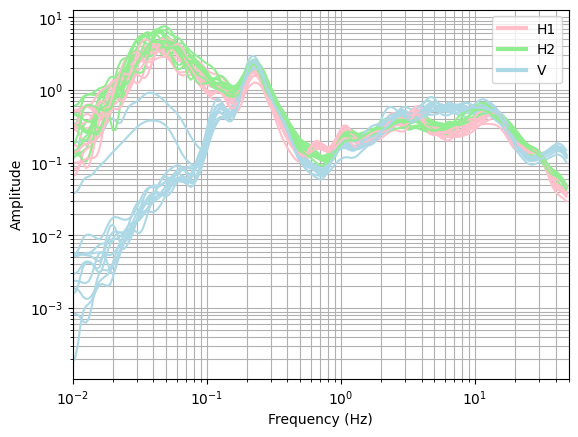 10¹
10⁰
10⁻¹
10⁻²
10⁻³
Amplitude
H1
H2
V
10⁻² 10⁻¹ 10⁰ 10¹
Frequency (Hz)